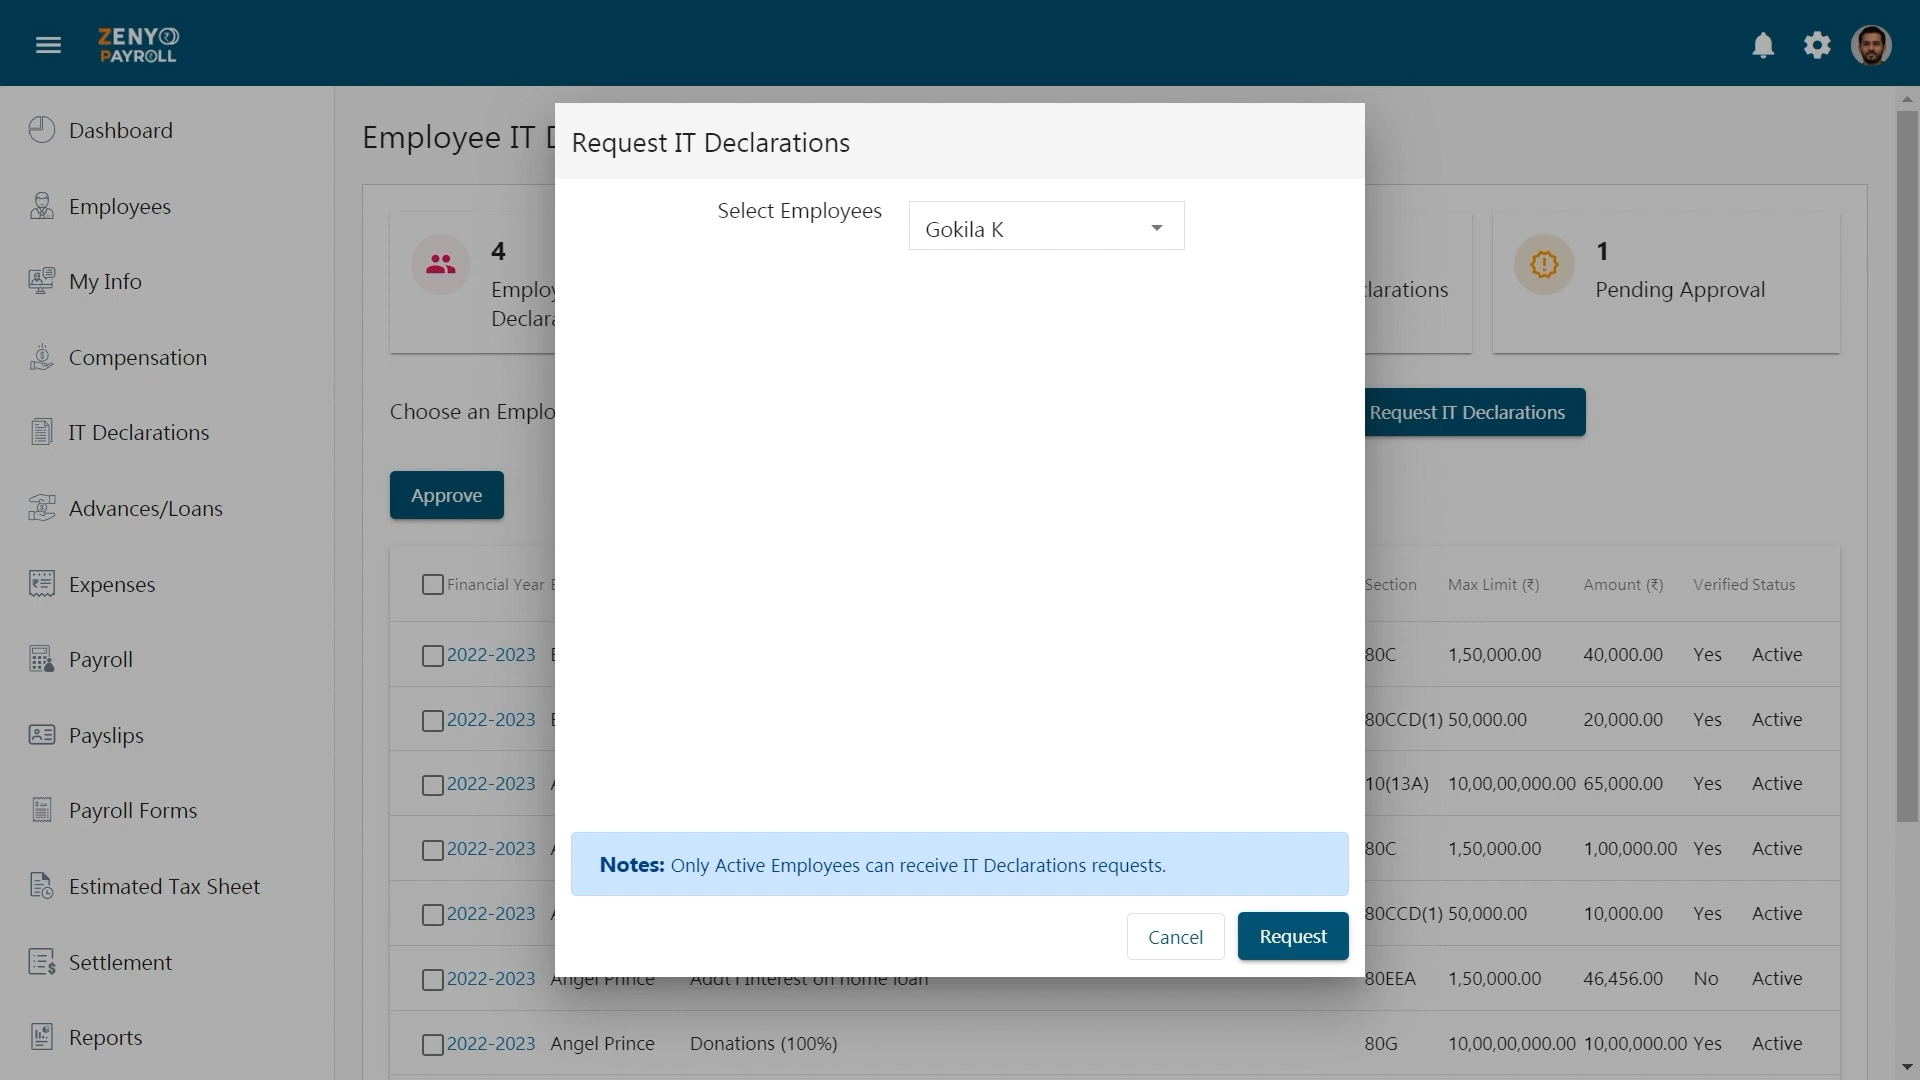 ZENYO
PAYROLL
Dashboard
Employees
My Info
Compensation
IT Declarations
Advances/Loans
Expenses
Payroll
Payslips
Payroll Forms
Estimated Tax Sheet
Settlement
Reports
Employee IT
4
1
Pending Approval
Choose an
Request IT Declarations
Approve
Request IT Declarations
Select Employees Gokila K
Notes: Only Active Employees can receive IT Declarations requests.
Cancel Request
Financial Year Section Max Limit (₹) Amount (₹) Verified Status
2022-2023 80C 1,50,000.00 40,000.00 Yes Active
2022-2023 80CCD(1) 50,000.00 20,000.00 Yes Active
2022-2023 10(13A) 10,00,00,000.00 65,000.00 Yes Active
2022-2023 80C 1,50,000.00 1,00,000.00 Yes Active
2022-2023 80CCD(1) 50,000.00 10,000.00 Yes Active
2022-2023 Angel Prince Addt'l Interest on home loan 80EEA 1,50,000.00 46,456.00 No Active
2022-2023 Angel Prince Donations (100%) 80G 10,00,00,000.00 10,00,000.00 Yes Active